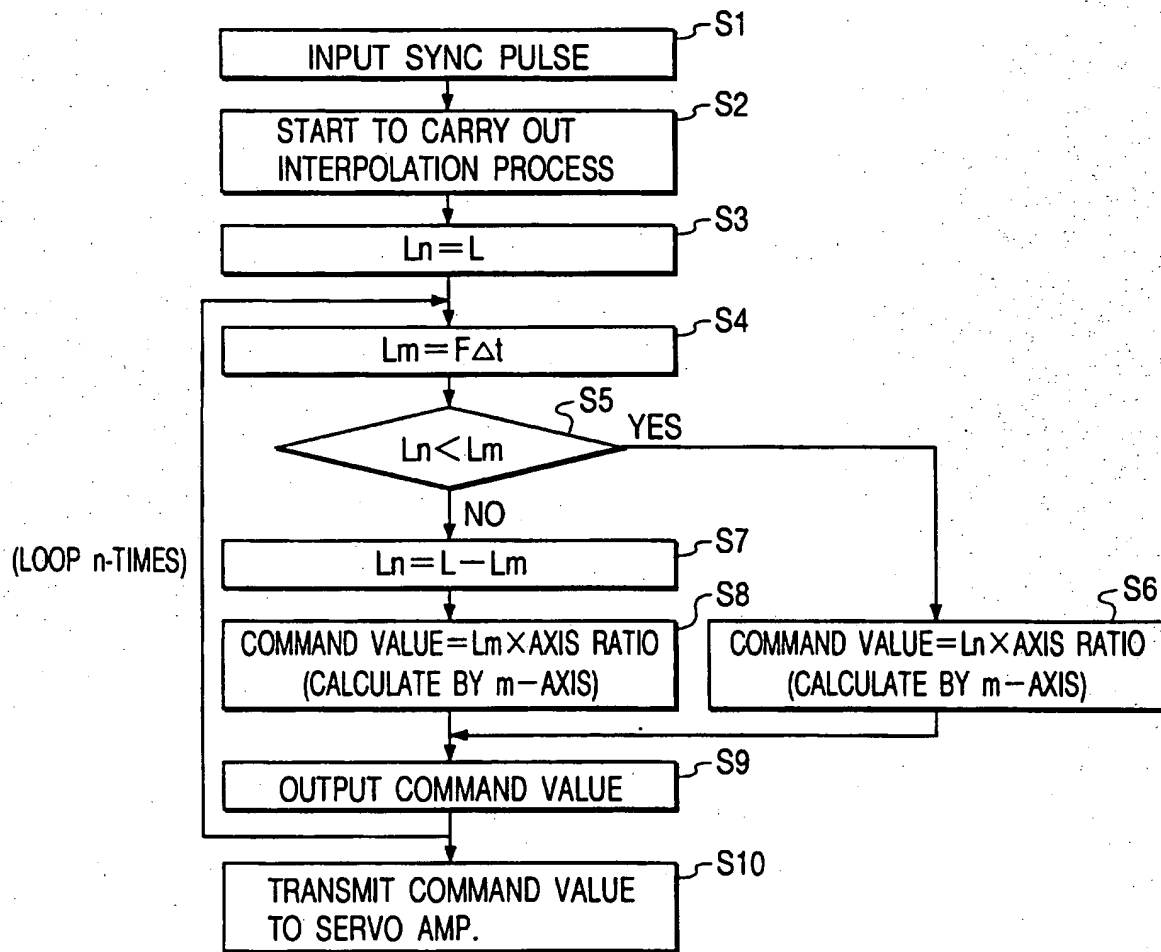 S1
INPUT SYNC PULSE
S2
START TO CARRY OUT
INTERPOLATION PROCESS
S3
Ln=L
S4
Lm=F△t
S5
YES
Ln<Lm
NO
(LOOP n-TIMES)
S7
Ln=L−Lm
S8
COMMAND VALUE=Lm×AXIS RATIO
(CALCULATE BY m−AXIS)
S6
COMMAND VALUE=Ln×AXIS RATIO
(CALCULATE BY m−AXIS)
S9
OUTPUT COMMAND VALUE
S10
TRANSMIT COMMAND VALUE
TO SERVO AMP.